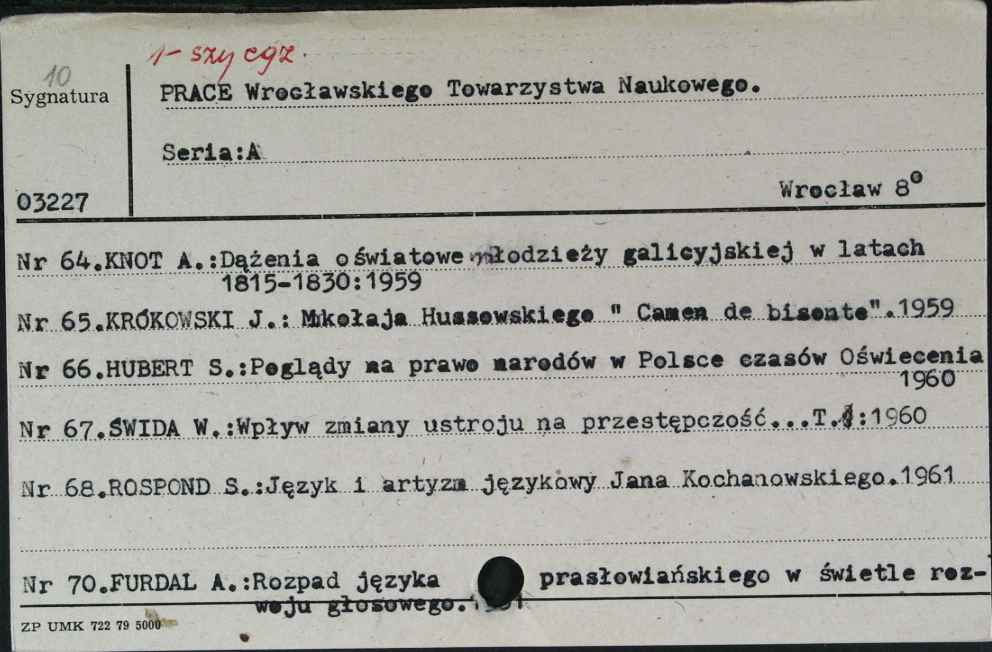 1-szy egz.
10
Sygnatura
PRACE Wrocławskiego Towarzystwa Naukowego.
Seria:A
03227
Wrocław 8°
Nr 64.KNOT A.:Dążenia oświatowe młodzieży galicyjskiej w latach
1815-1830:1959
Nr 65.KRÓKOWSKI J.: Mikołaja Hussowskiego " Camen de bisonte".1959
Nr 66.HUBERT S.:Poglądy na prawo narodów w Polsce czasów Oświecenia
1960
Nr 67.ŚWIDA W.:Wpływ zmiany ustroju na przestępczość...T.:1960
Nr 68.ROSPOND S.:Język i artyzm językowy Jana Kochanowskiego.1961
Nr 70.FURDAL A.:Rozpad języka prasłowiańskiego w świetle roz-
woju głosowego.
ZP UMK 722 79 5000